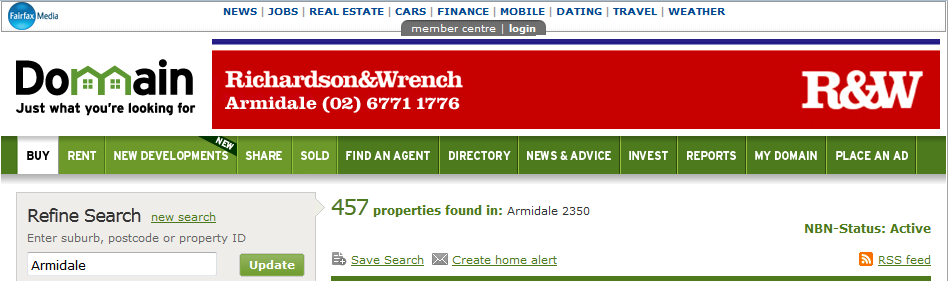 Fairfax Media
NEWS | JOBS | REAL ESTATE | CARS | FINANCE | MOBILE | DATING | TRAVEL | WEATHER
member centre | login
Domain
Just what you're looking for
Richardson&Wrench
Armidale (02) 6771 1776
R&W
BUY RENT NEW DEVELOPMENTS NEW SHARE SOLD FIND AN AGENT DIRECTORY NEWS & ADVICE INVEST REPORTS MY DOMAIN PLACE AN AD
Refine Search new search
Enter suburb, postcode or property ID
Armidale Update
457 properties found in: Armidale 2350
NBN-Status: Active
Save Search Create home alert RSS feed